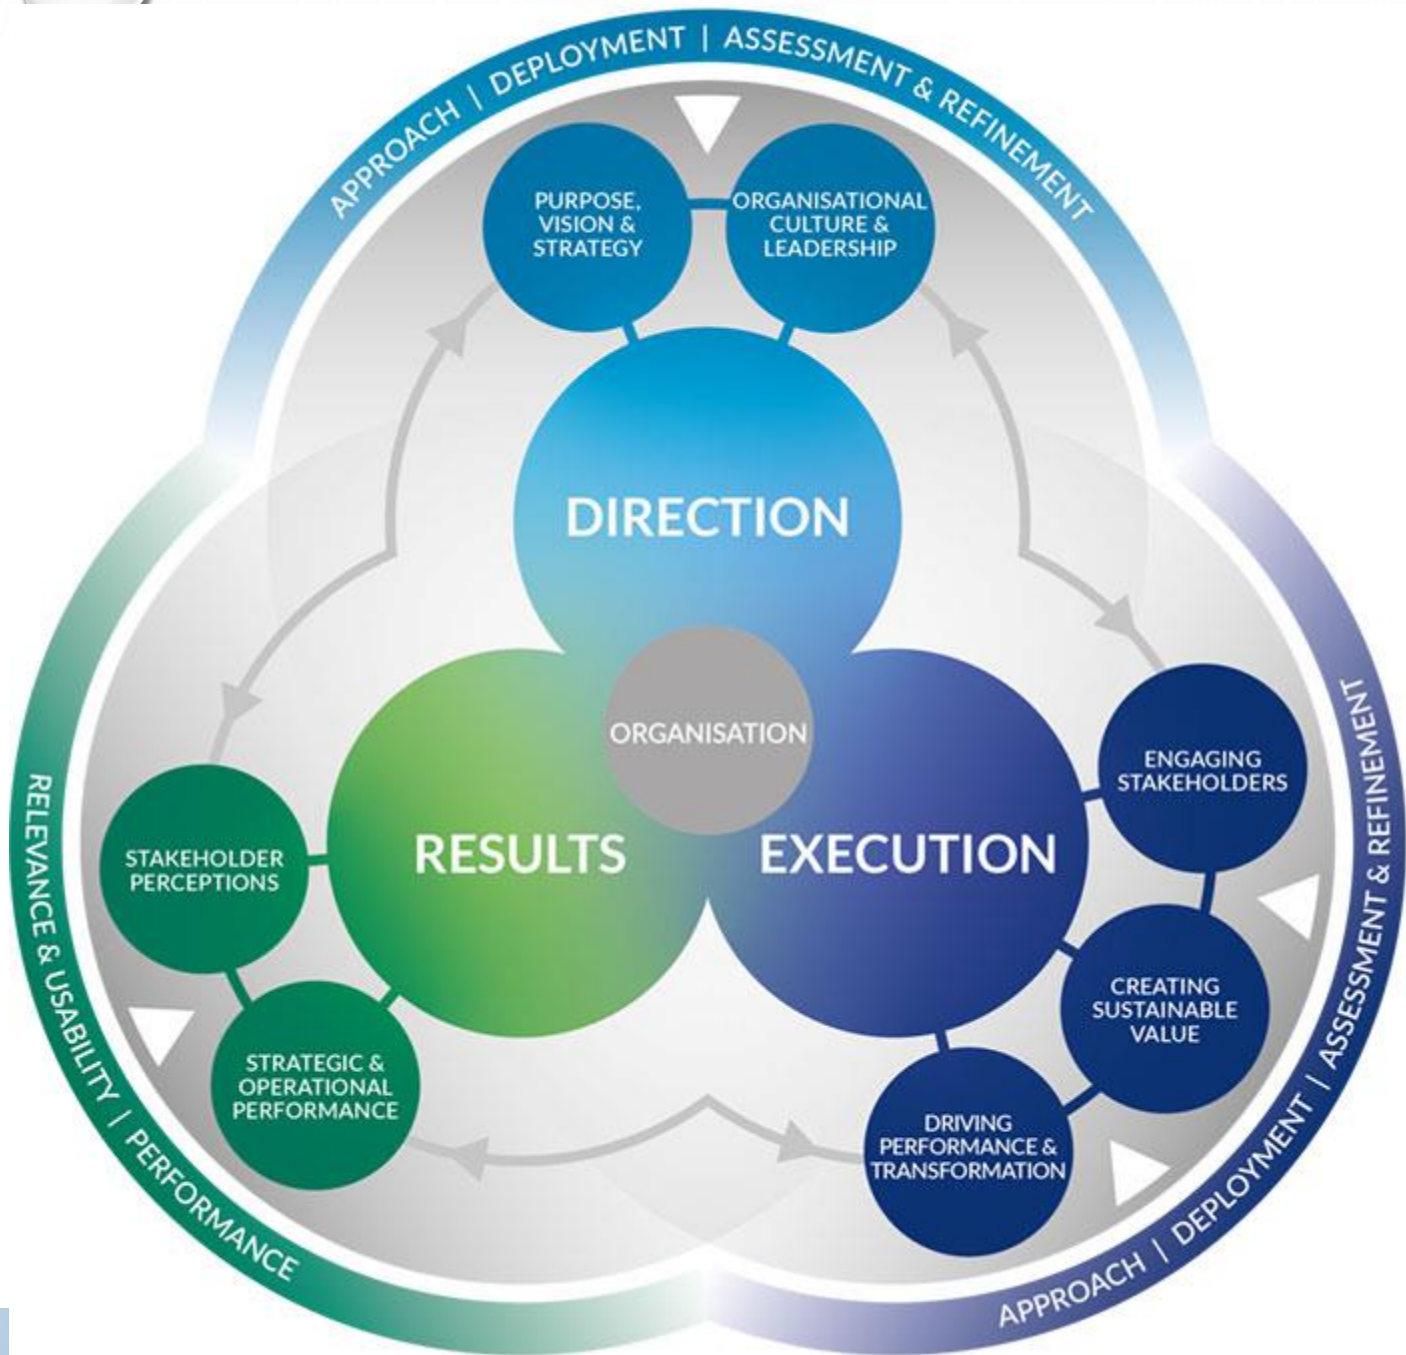 APPROACH | DEPLOYMENT | ASSESSMENT & REFINEMENT
PURPOSE,
VISION &
STRATEGY
ORGANISATIONAL
CULTURE &
LEADERSHIP
DIRECTION
ORGANISATION
RESULTS
EXECUTION
ENGAGING
STAKEHOLDERS
CREATING
SUSTAINABLE
VALUE
DRIVING
PERFORMANCE &
TRANSFORMATION
APPROACH | DEPLOYMENT | ASSESSMENT & REFINEMENT
STAKEHOLDER
PERCEPTIONS
STRATEGIC &
OPERATIONAL
PERFORMANCE
RELEVANCE & USABILITY | PERFORMANCE